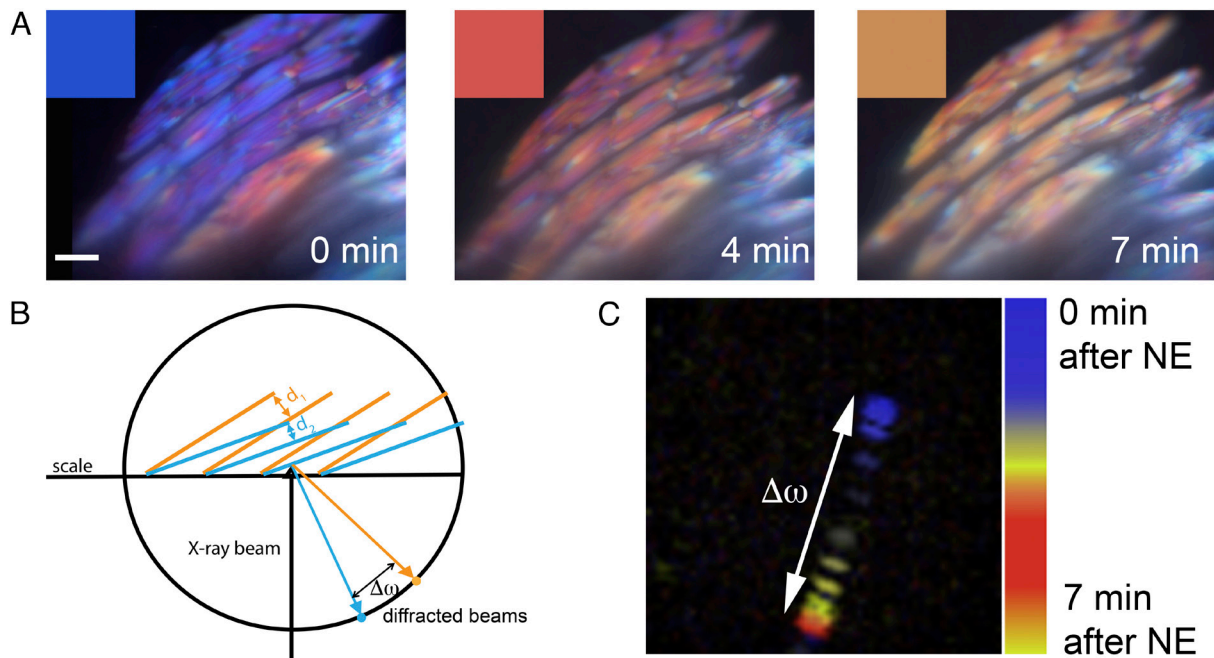 A
0 min
4 min
7 min
B
d₁
d₂
scale
X-ray beam
Δω
diffracted beams
C
Δω
0 min
after NE
7 min
after NE